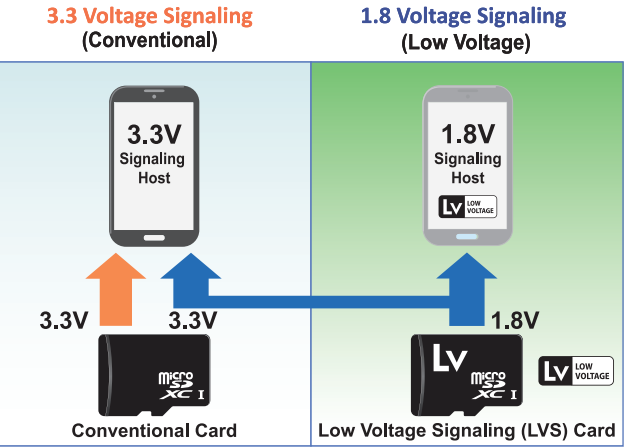 3.3 Voltage Signaling
(Conventional)
1.8 Voltage Signaling
(Low Voltage)
3.3V
Signaling
Host
1.8V
Signaling
Host
Lv LOW
VOLTAGE
3.3V
3.3V
1.8V
micro
SD
XC I
Conventional Card
Lv
micro
SD
XC I
Lv LOW
VOLTAGE
Low Voltage Signaling (LVS) Card